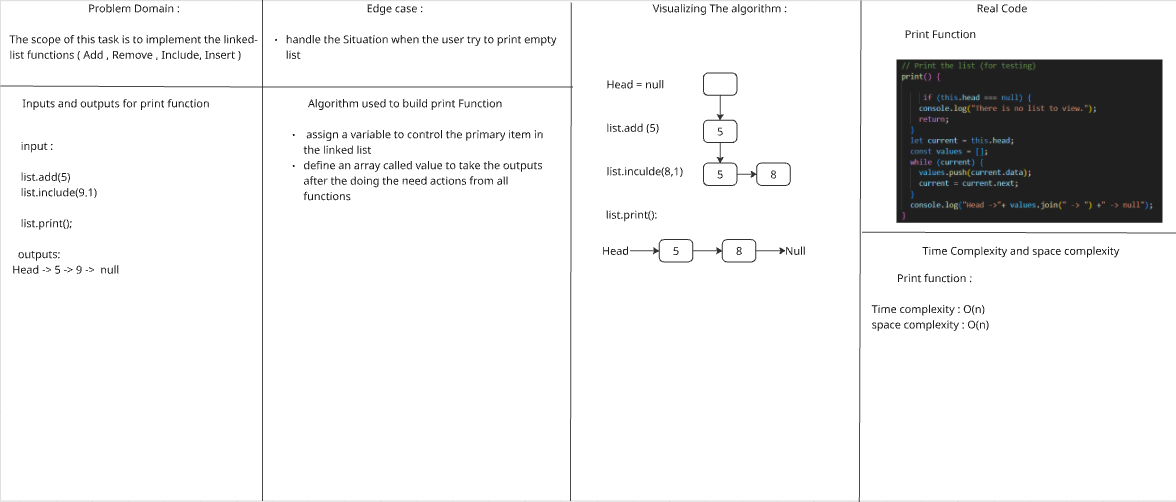 Problem Domain :
The scope of this task is to implement the linked-
list functions ( Add , Remove , Include, Insert )
Inputs and outputs for print function
input :
list.add(5)
list.include(9,1)
list.print();
outputs:
Head -> 5 -> 9 -> null
Edge case :
• handle the Situation when the user try to print empty
list
Algorithm used to build print Function
• assign a variable to control the primary item in
the linked list
• define an array called value to take the outputs
after the doing the need actions from all
functions
Visualizing The algorithm :
Head = null
list.add (5)
5
list.inculde(8,1)
5
8
list.print():
Head
5
8
Null
Real Code
Print Function
// Print the list (for testing)
print() {
if (this.head === null) {
console.log("There is no list to view.");
return;
}
let current = this.head;
const values = [];
while (current) {
values.push(current.data);
current = current.next;
}
console.log("Head ->"+ values.join(" -> ") +" -> null");
}
Time Complexity and space complexity
Print function :
Time complexity : O(n)
space complexity : O(n)